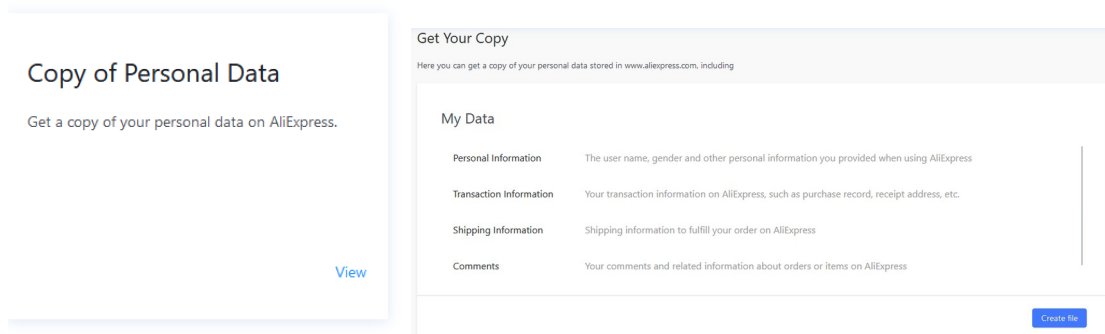 Copy of Personal Data
Get a copy of your personal data on AliExpress.
View
Get Your Copy
Here you can get a copy of your personal data stored in www.aliexpress.com, including
My Data
Personal Information The user name, gender and other personal information you provided when using AliExpress
Transaction Information Your transaction information on AliExpress, such as purchase record, receipt address, etc.
Shipping Information Shipping information to fulfill your order on AliExpress
Comments Your comments and related information about orders or items on AliExpress
Create file